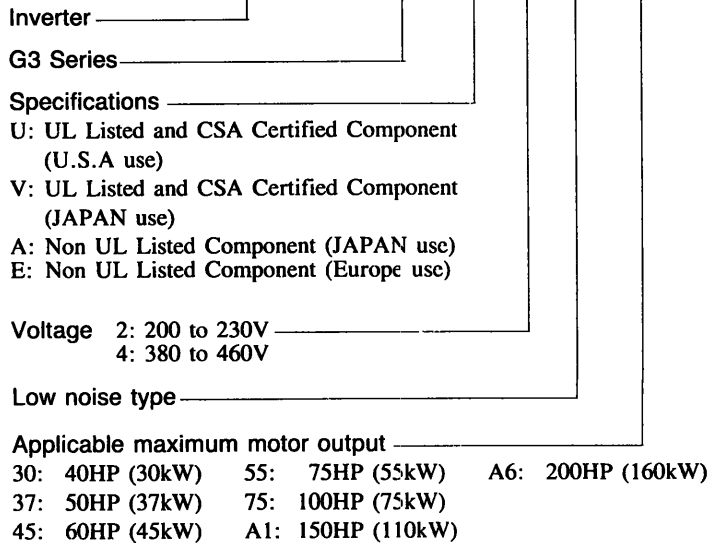 Inverter
G3 Series
Specifications
U: UL Listed and CSA Certified Component
(U.S.A use)
V: UL Listed and CSA Certified Component
(JAPAN use)
A: Non UL Listed Component (JAPAN use)
E: Non UL Listed Component (Europe use)
Voltage 2: 200 to 230V
4: 380 to 460V
Low noise type
Applicable maximum motor output
30: 40HP (30kW) 55: 75HP (55kW) A6: 200HP (160kW)
37: 50HP (37kW) 75: 100HP (75kW)
45: 60HP (45kW) A1: 150HP (110kW)